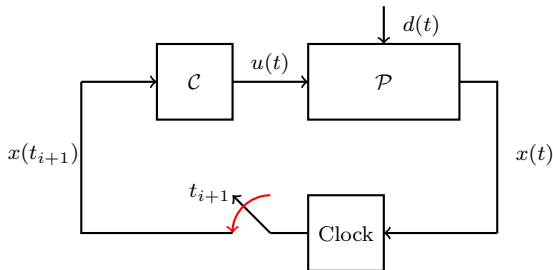 d(t)
C
u(t)
P
x(t_{i+1})
x(t)
t_{i+1}
Clock